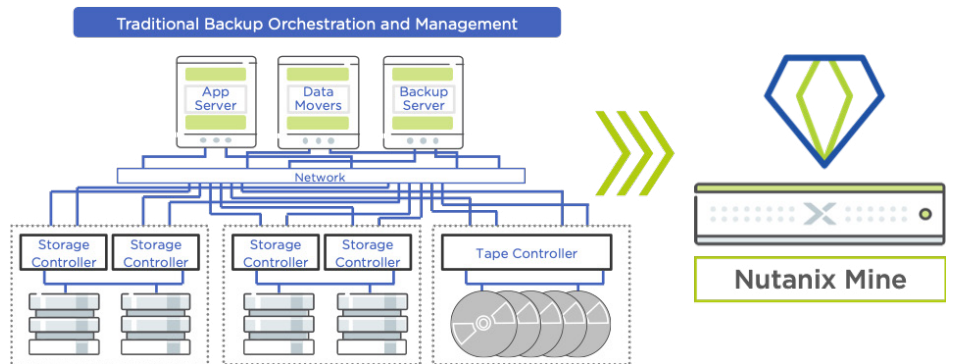 Traditional Backup Orchestration and Management
App
Server
Data
Movers
Backup
Server
Network
Storage
Controller
Storage
Controller
Storage
Controller
Storage
Controller
Tape Controller
Nutanix Mine